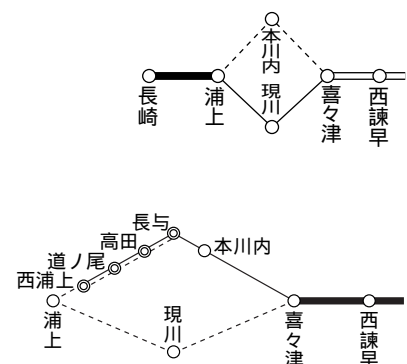 本川内
長崎
浦上
現川
喜々津
西諫早
長与
高田
本川内
道ノ尾
西浦上
浦上
現川
喜々津
西諫早